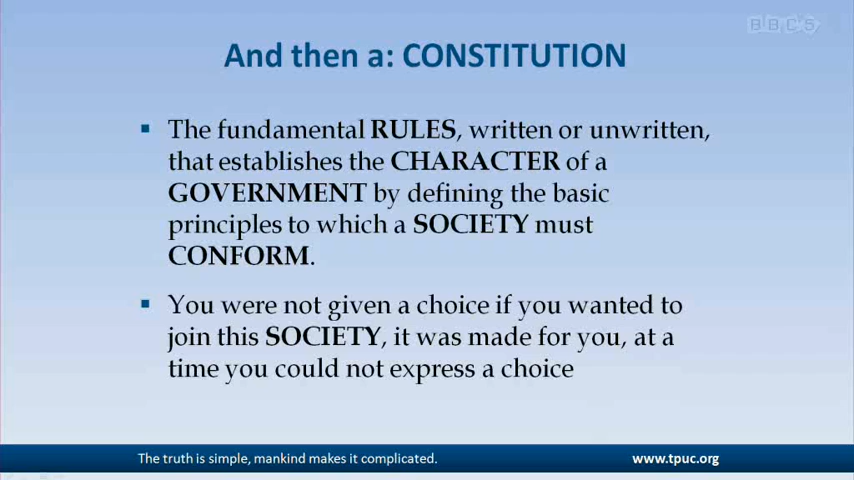 BBC5
And then a: CONSTITUTION
▪ The fundamental RULES, written or unwritten,
that establishes the CHARACTER of a
GOVERNMENT by defining the basic
principles to which a SOCIETY must
CONFORM.
▪ You were not given a choice if you wanted to
join this SOCIETY, it was made for you, at a
time you could not express a choice
The truth is simple, mankind makes it complicated. www.tpuc.org